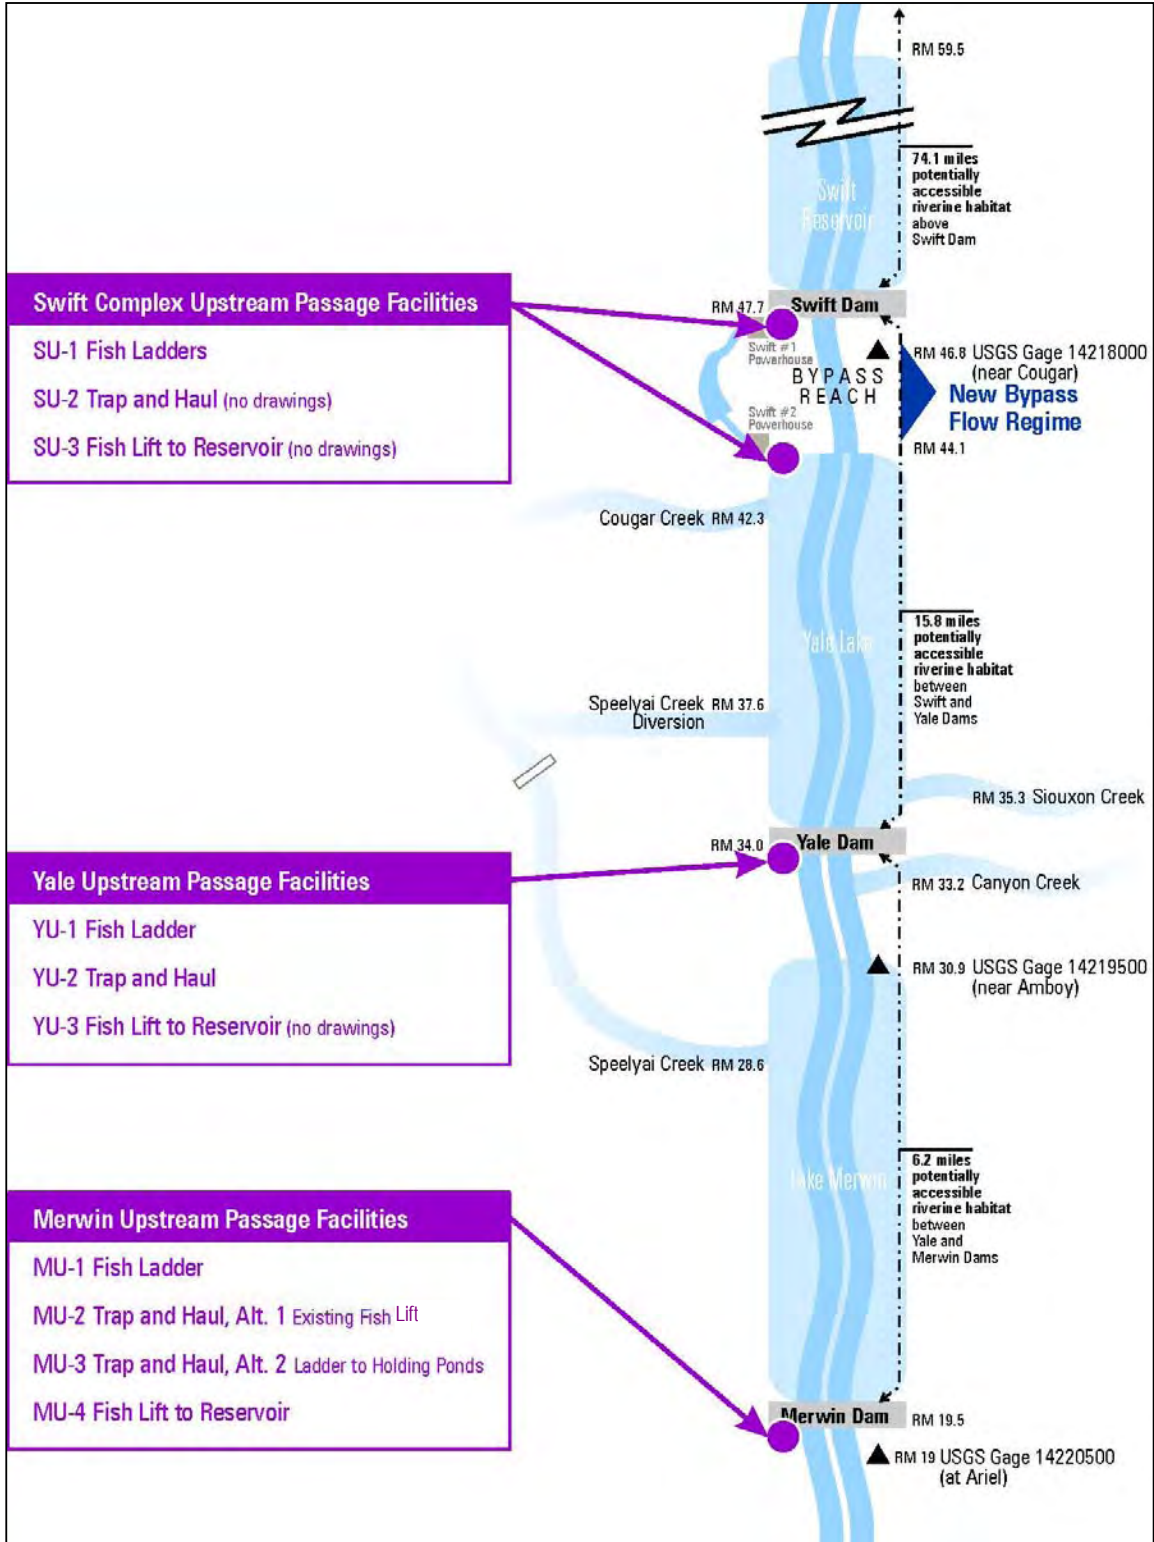 RM 59.5
74.1 miles
potentially
accessible
riverine habitat
above
Swift Dam
Swift
Reservoir
Swift Complex Upstream Passage Facilities
SU-1 Fish Ladders
SU-2 Trap and Haul (no drawings)
SU-3 Fish Lift to Reservoir (no drawings)
RM 47.7
Swift Dam
Swift #1
Powerhouse
BYPASS
REACH
Swift #2
Powerhouse
RM 46.8 USGS Gage 14218000
(near Cougar)
New Bypass
Flow Regime
RM 44.1
Cougar Creek RM 42.3
Yale Lake
15.8 miles
potentially
accessible
riverine habitat
between
Swift and
Yale Dams
Speelyai Creek RM 37.6
Diversion
RM 35.3 Siouxon Creek
RM 34.0
Yale Dam
Yale Upstream Passage Facilities
YU-1 Fish Ladder
YU-2 Trap and Haul
YU-3 Fish Lift to Reservoir (no drawings)
RM 33.2 Canyon Creek
RM 30.9 USGS Gage 14219500
(near Amboy)
Speelyai Creek RM 28.6
Lake Merwin
6.2 miles
potentially
accessible
riverine habitat
between
Yale and
Merwin Dams
Merwin Upstream Passage Facilities
MU-1 Fish Ladder
MU-2 Trap and Haul, Alt. 1 Existing Fish Lift
MU-3 Trap and Haul, Alt. 2 Ladder to Holding Ponds
MU-4 Fish Lift to Reservoir
Merwin Dam
RM 19.5
RM 19 USGS Gage 14220500
(at Ariel)